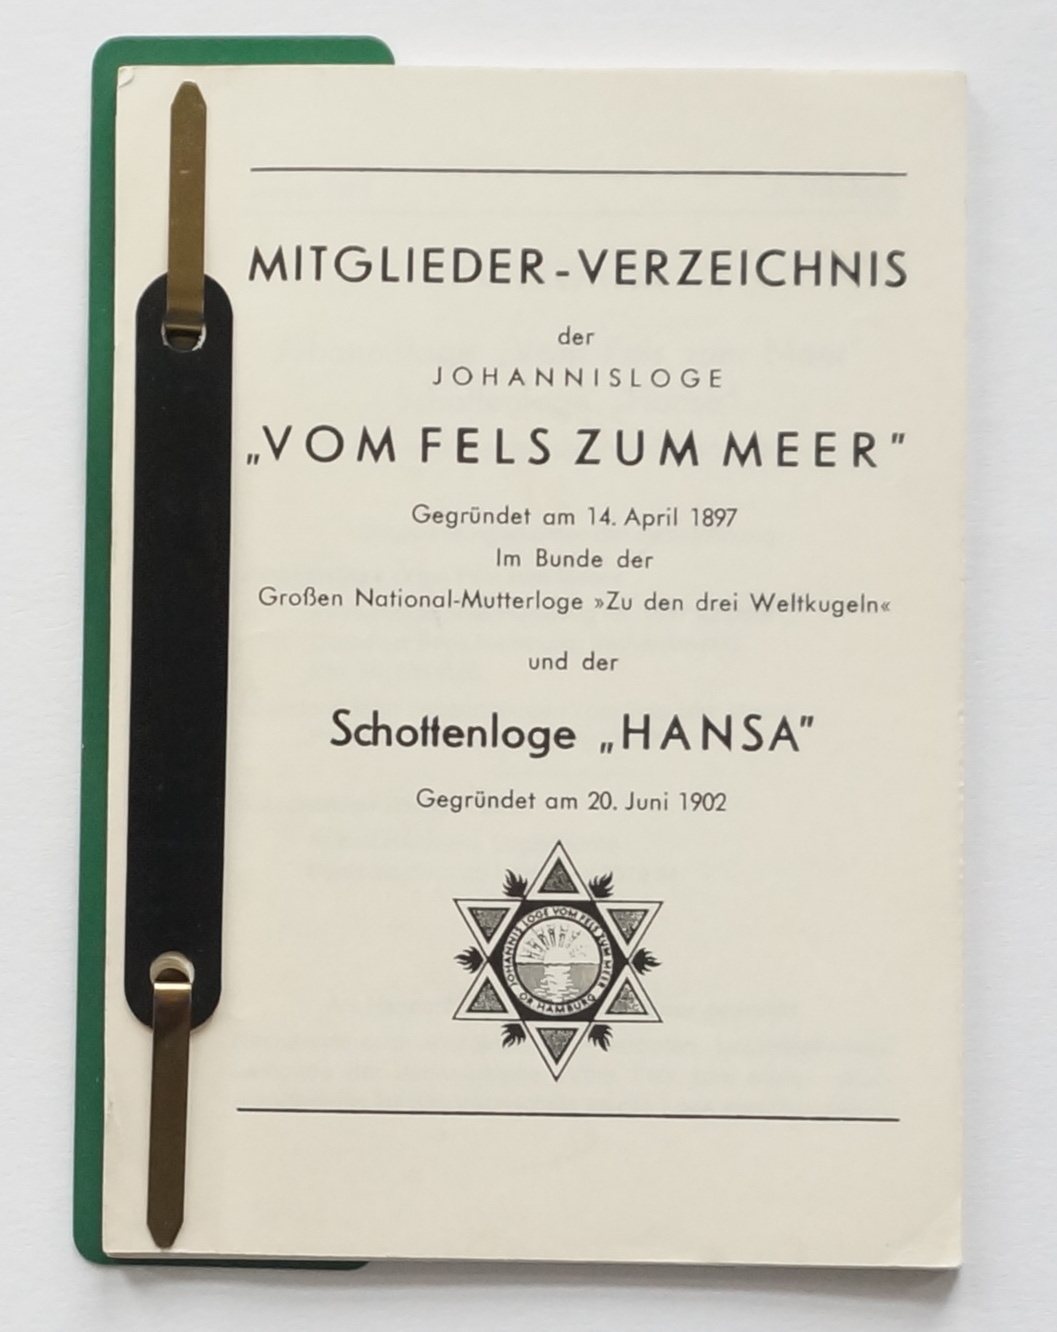 MITGLIEDER-VERZEICHNIS
der
JOHANNISLOGE
„VOM FELS ZUM MEER"
Gegründet am 14. April 1897
Im Bunde der
Großen National-Mutterloge »Zu den drei Weltkugeln«
und der
Schottenloge „HANSA"
Gegründet am 20. Juni 1902
JOHANNIS LOGE VOM FELS ZUM MEER
OR HAMBURG